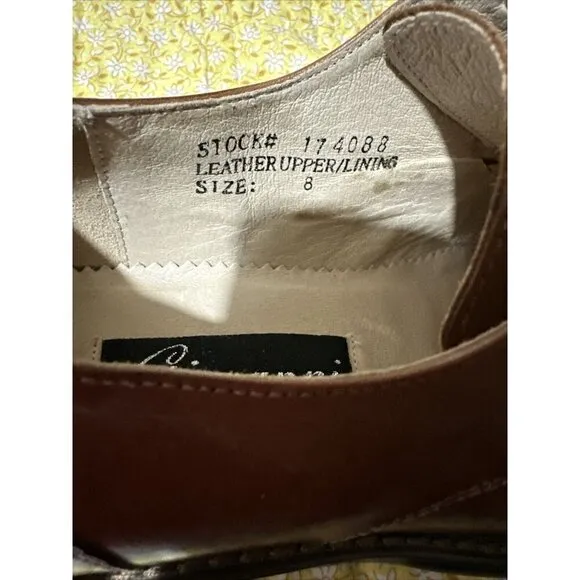 STOCK# 174088
LEATHER UPPER/LINING
SIZE: 8